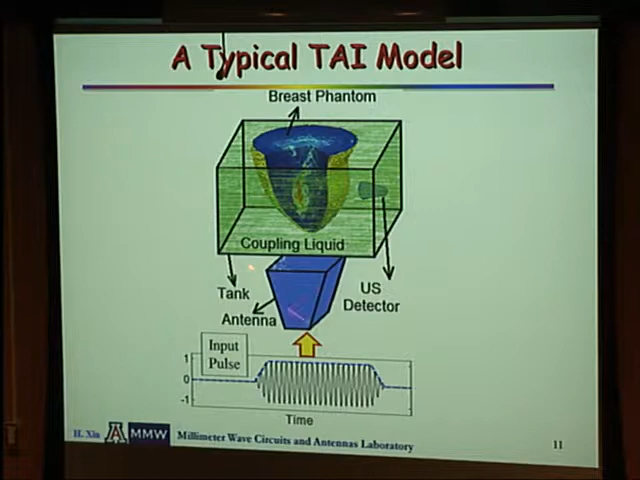 A Typical TAI Model
Breast Phantom
Coupling Liquid
Tank
US
Detector
Antenna
Input
Pulse
1
0
-1
Time
H. Xin
A
MMW
Millimeter Wave Circuits and Antennas Laboratory
11